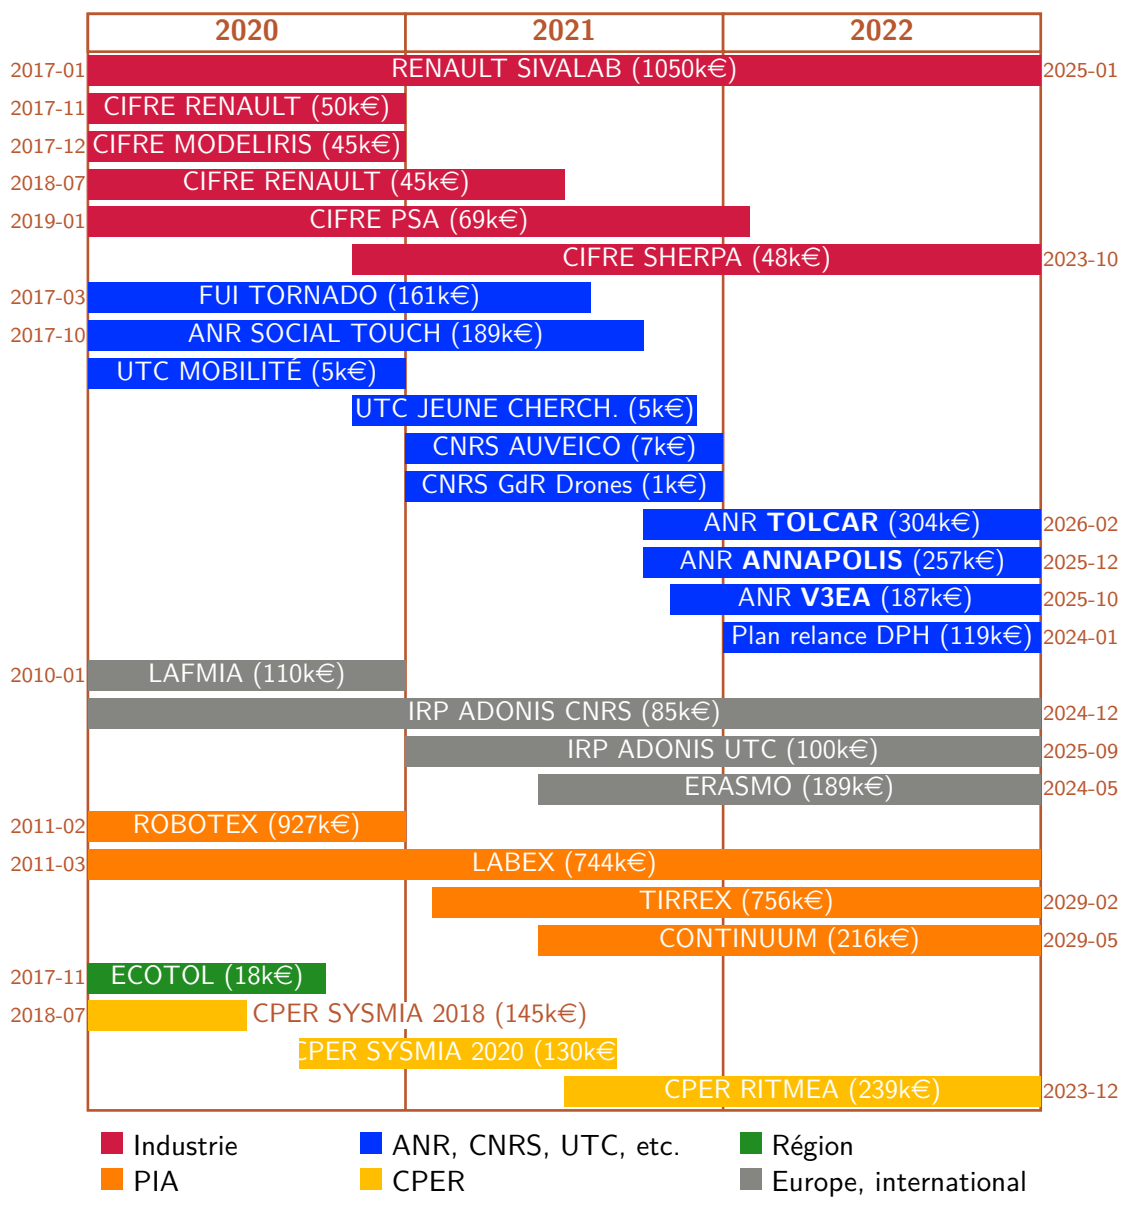 2020 2021 2022
2017-01 RENAULT SIVALAB (1050k€) 2025-01
2017-11 CIFRE RENAULT (50k€)
2017-12 CIFRE MODELIRIS (45k€)
2018-07 CIFRE RENAULT (45k€)
2019-01 CIFRE PSA (69k€)
CIFRE SHERPA (48k€) 2023-10
2017-03 FUI TORNADO (161k€)
2017-10 ANR SOCIAL TOUCH (189k€)
UTC MOBILITÉ (5k€)
UTC JEUNE CHERCH. (5k€)
CNRS AUVEICO (7k€)
CNRS GdR Drones (1k€)
ANR TOLCAR (304k€) 2026-02
ANR ANNAPOLIS (257k€) 2025-12
ANR V3EA (187k€) 2025-10
Plan relance DPH (119k€) 2024-01
2010-01 LAFMIA (110k€)
IRP ADONIS CNRS (85k€) 2024-12
IRP ADONIS UTC (100k€) 2025-09
ERASMO (189k€) 2024-05
2011-02 ROBOTEX (927k€)
2011-03 LABEX (744k€)
TIRREX (756k€) 2029-02
CONTINUUM (216k€) 2029-05
2017-11 ECOTOL (18k€)
2018-07 CPER SYSMIA 2018 (145k€)
CPER SYSMIA 2020 (130k€
CPER RITMEA (239k€) 2023-12
Industrie ANR, CNRS, UTC, etc. Région
PIA CPER Europe, international